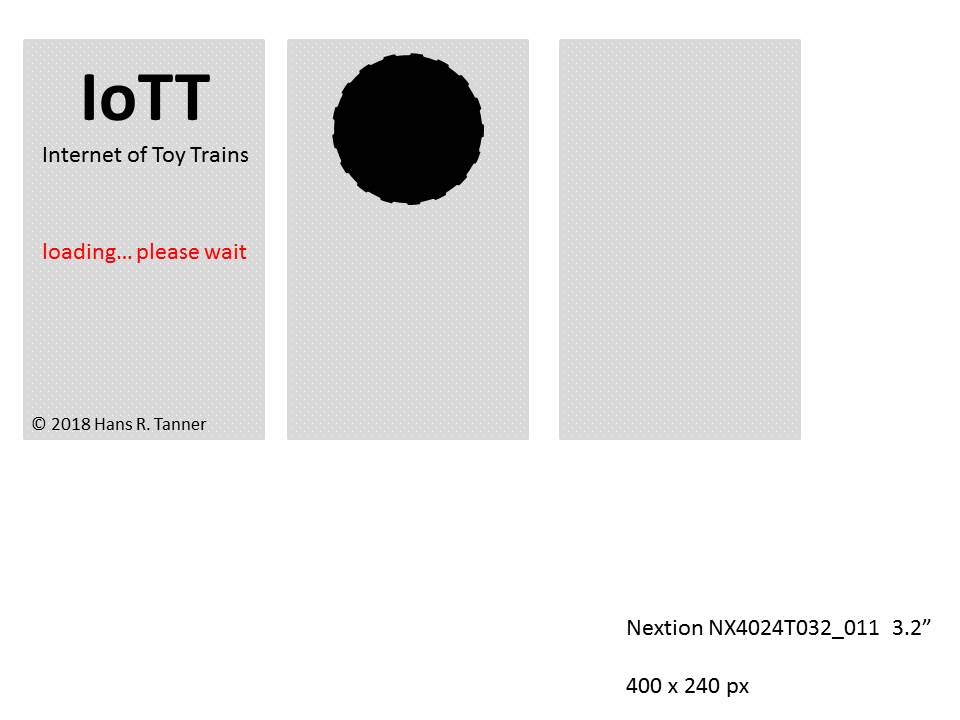 IoTT
Internet of Toy Trains
loading... please wait
© 2018 Hans R. Tanner
Nextion NX4024T032_011  3.2”
400 x 240 px